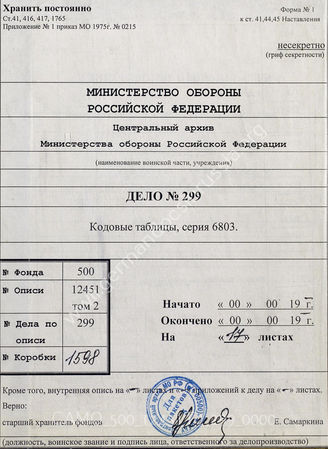 Хранить постоянно
Ст.41, 416, 417, 1765
Приложение № 1 приказ МО 1975г. № 0215
Форма № 1
к ст. 41,44,45 Наставления
несекретно
(гриф секретности)
МИНИСТЕРСТВО ОБОРОНЫ
РОССИЙСКОЙ ФЕДЕРАЦИИ
Центральный архив
Министерства обороны Российской Федерации
(наименование воинской части, учреждения)
ДЕЛО № 299
Кодовые таблицы, серия 6803.
№ Фонда 500
№ Описи 12451
том 2
№ Дела по описи 299
№ Коробки 1598
Начато « 00 » 00 19 г.
Окончено « 00 » 00 19 г.
На « 17 » листах
Кроме того, внутренняя опись на «–» листах и «–» приложений к делу на «–» листах.
Верно:
старший хранитель фондов
Е. Самаркина
(должность, воинское звание и подпись лица, ответственного за делопроизводство)
Для пакетов